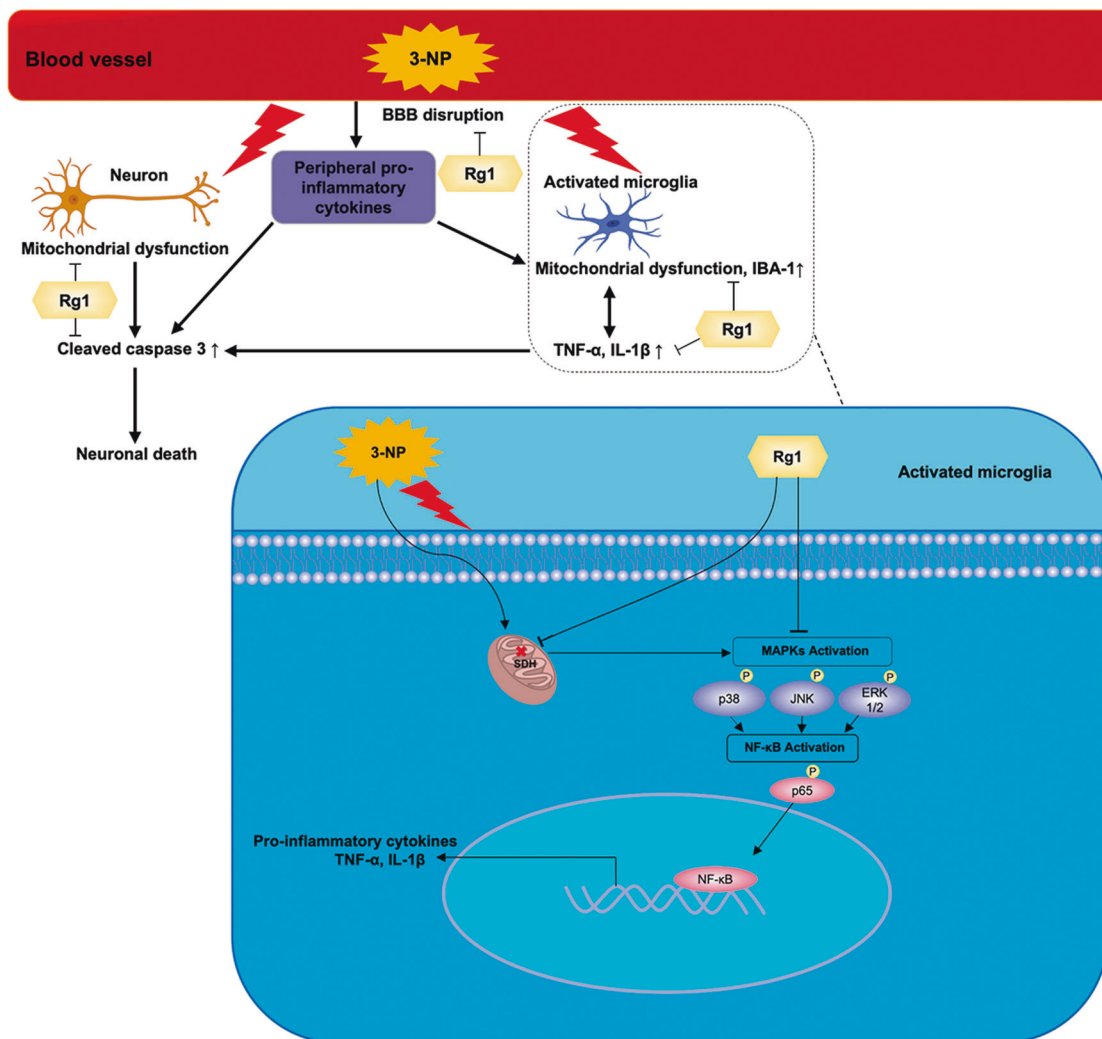 Blood vessel
3-NP
BBB disruption
Rg1
Peripheral pro-
inflammatory
cytokines
Neuron
Mitochondrial dysfunction
Rg1
Cleaved caspase 3 ↑
Neuronal death
Activated microglia
Mitochondrial dysfunction, IBA-1↑
Rg1
TNF-α, IL-1β ↑
3-NP
Rg1
Activated microglia
SDH
MAPKs Activation
P
P
P
p38
JNK
ERK
1/2
NF-κB Activation
P
p65
Pro-inflammatory cytokines
TNF-α, IL-1β
NF-κB